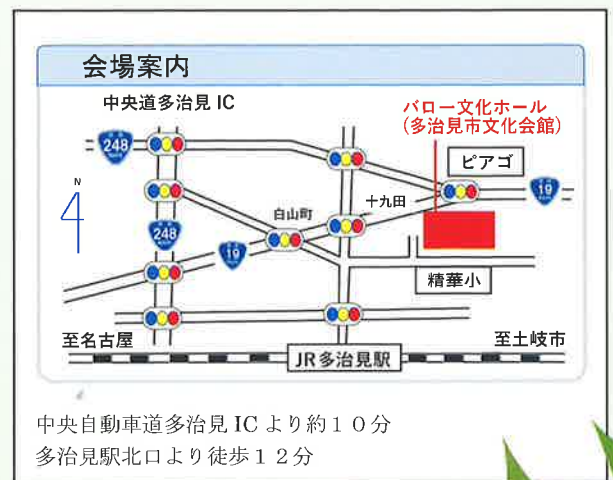 会場案内
中央道多治見IC
バロー文化ホール
(多治見市文化会館)
248
ピアゴ
19
十九田
白山町
248
19
N
精華小
至名古屋
至土岐市
JR多治見駅
中央自動車道多治見ICより約１０分
多治見駅北口より徒歩１２分